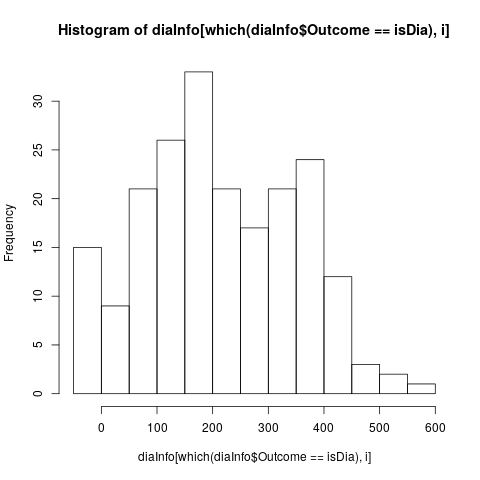 Histogram of diaInfo[which(diaInfo$Outcome == isDia), i]
Frequency
30
25
20
15
10
5
0
0 100 200 300 400 500 600
diaInfo[which(diaInfo$Outcome == isDia), i]